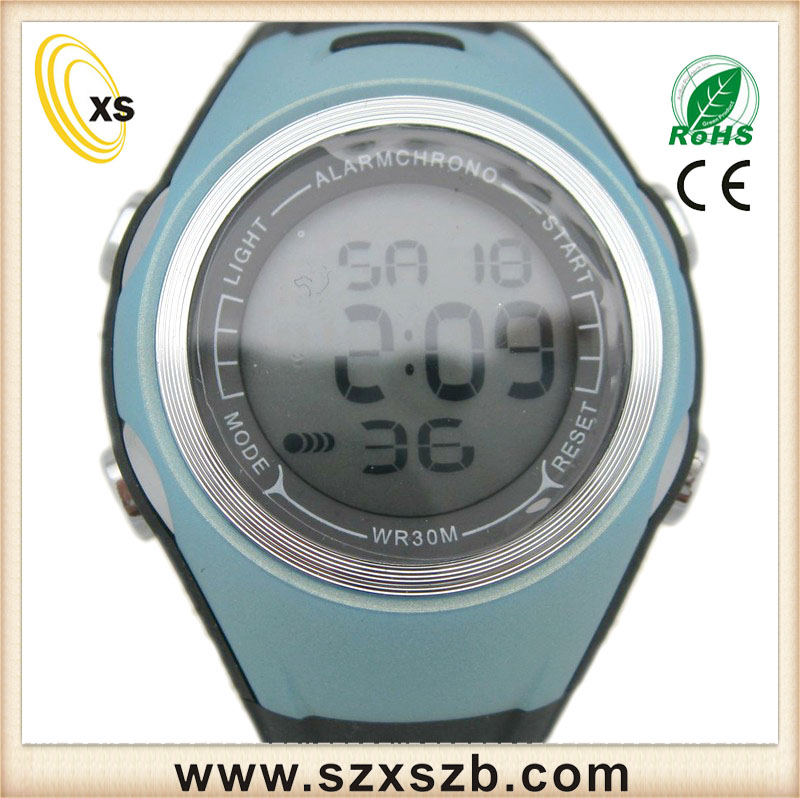 XS
Green Product
RoHS
CE
ALARMCHRONO
LIGHT
START
SA 18
2:09
36
MODE
RESET
WR30M
www.szxszb.com